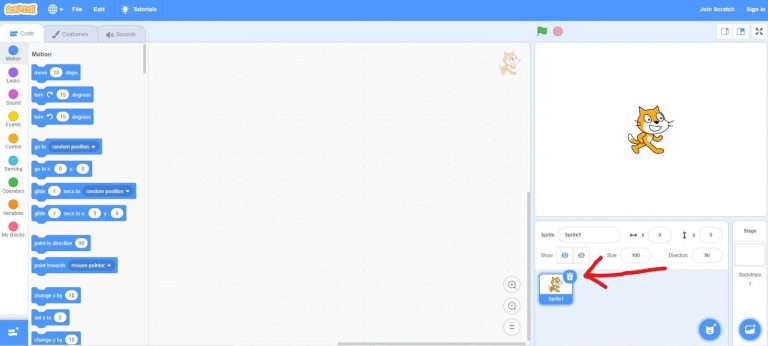 SCRATCH File Edit Tutorials Join Scratch Sign in
Code Costumes Sounds
Motion
Looks
Sound
Events
Control
Sensing
Operators
Variables
My Blocks
Motion
move 10 steps
turn 15 degrees
turn 15 degrees
go to random position
go to x 0 y 0
glide 1 secs to random position
glide 1 secs to x 0 y 0
point in direction 90
point towards mouse-pointer
change x by 10
set x to 0
change y by 10
Sprite Sprite1 x 0 y 0
Show Size 100 Direction 90
Sprite1
Stage
Backdrops
1